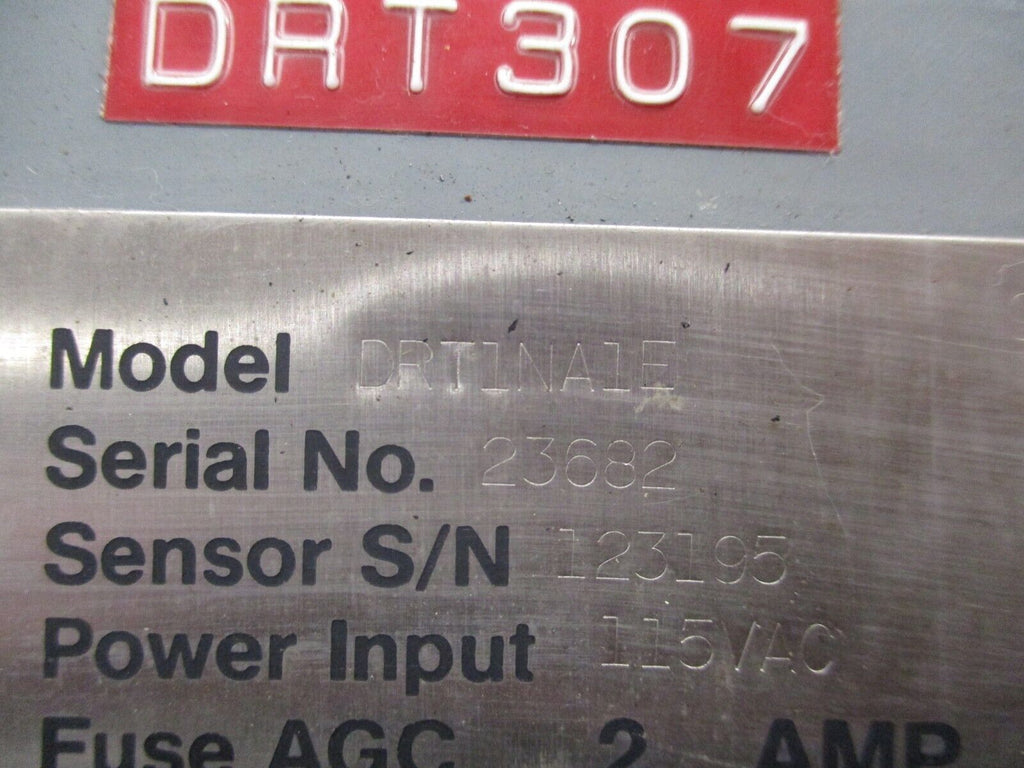 DRT307
Model DRT1NA1E
Serial No. 23682
Sensor S/N 123195
Power Input 115VAC
Fuse AGC 2 AMP